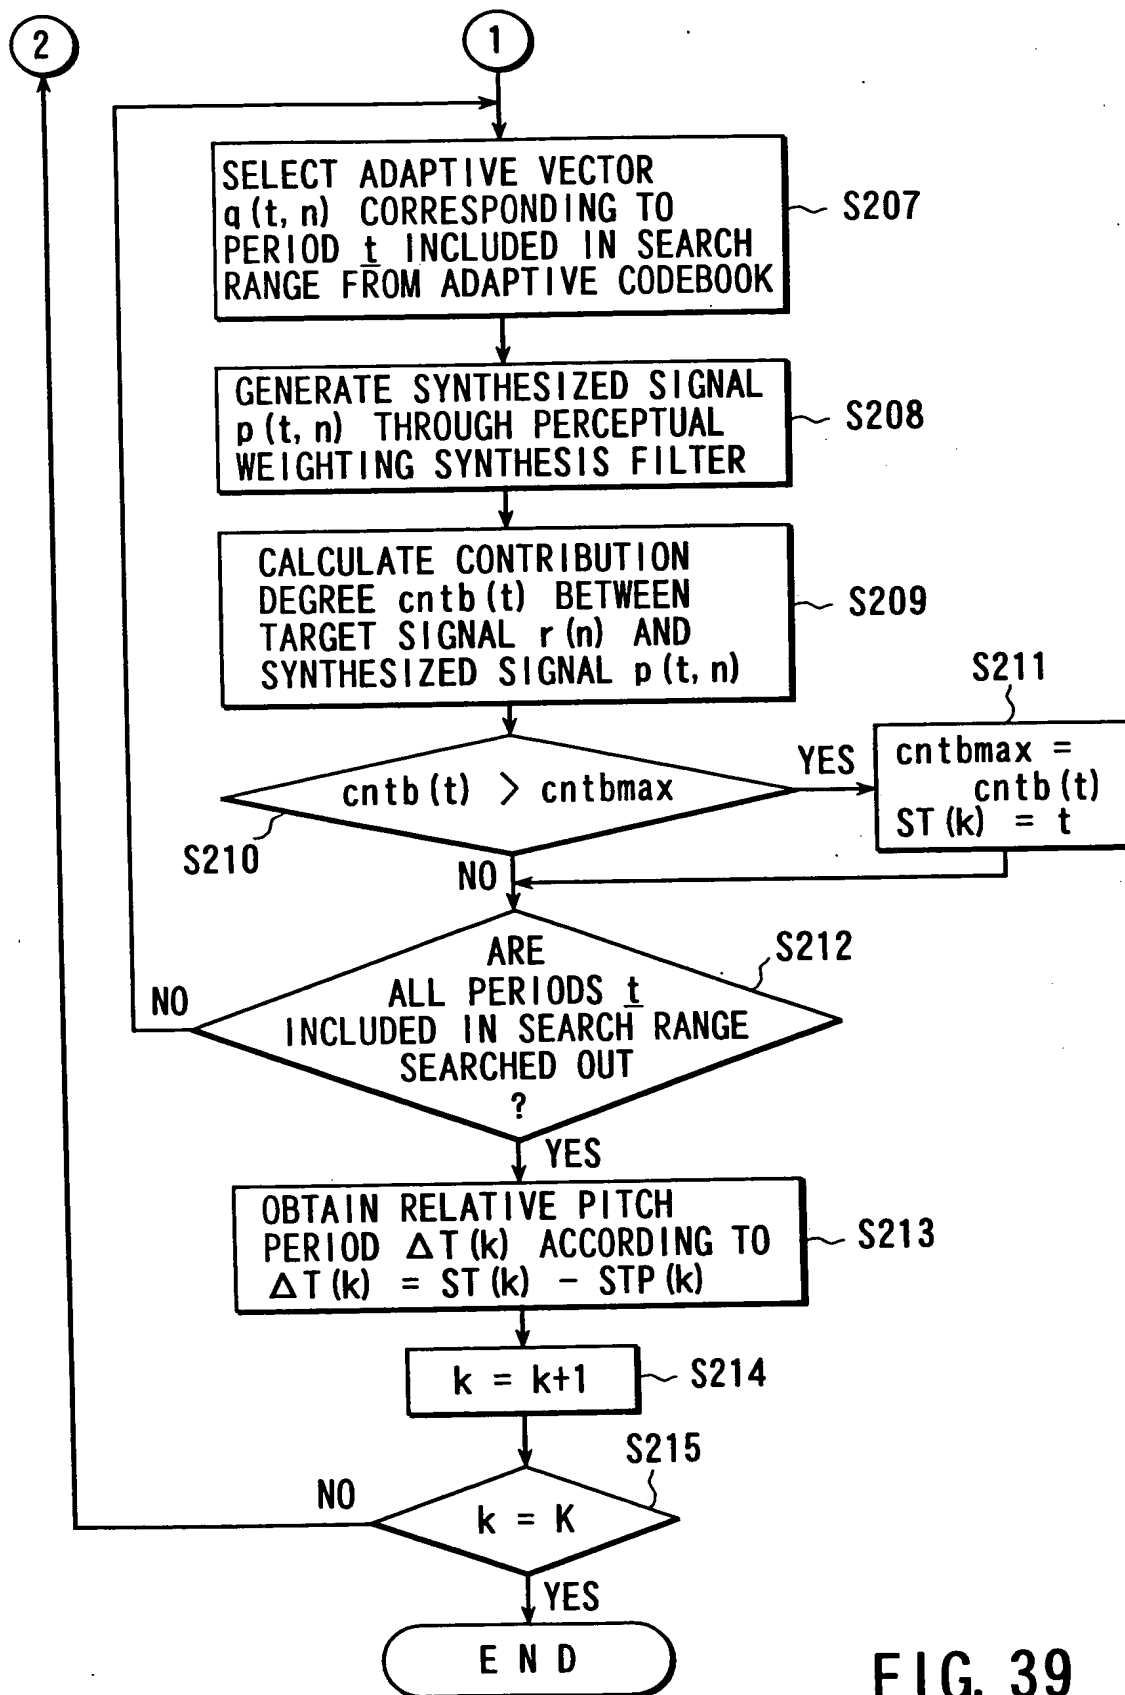 2
1
SELECT ADAPTIVE VECTOR
q(t,n) CORRESPONDING TO
PERIOD t INCLUDED IN SEARCH
RANGE FROM ADAPTIVE CODEBOOK
S207
GENERATE SYNTHESIZED SIGNAL
p(t,n) THROUGH PERCEPTUAL
WEIGHTING SYNTHESIS FILTER
S208
CALCULATE CONTRIBUTION
DEGREE cntb(t) BETWEEN
TARGET SIGNAL r(n) AND
SYNTHESIZED SIGNAL p(t,n)
S209
S211
cntb(t) > cntbmax
YES
cntbmax =
cntb(t)
ST(k) = t
S210
NO
ARE
ALL PERIODS t
INCLUDED IN SEARCH RANGE
SEARCHED OUT
?
S212
NO
YES
OBTAIN RELATIVE PITCH
PERIOD ΔT(k) ACCORDING TO
ΔT(k) = ST(k) - STP(k)
S213
k = k+1
S214
S215
NO
k = K
YES
END
FIG. 39